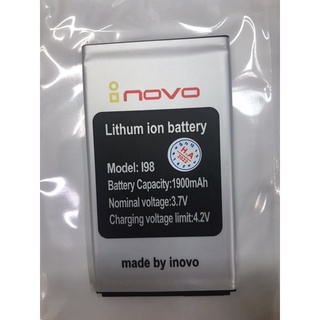 inovo
Lithum ion battery
Model: I98
Battery Capacity:1900mAh
Nominal voltage:3.7V
Charging voltage limit:4.2V
H.A
made by inovo